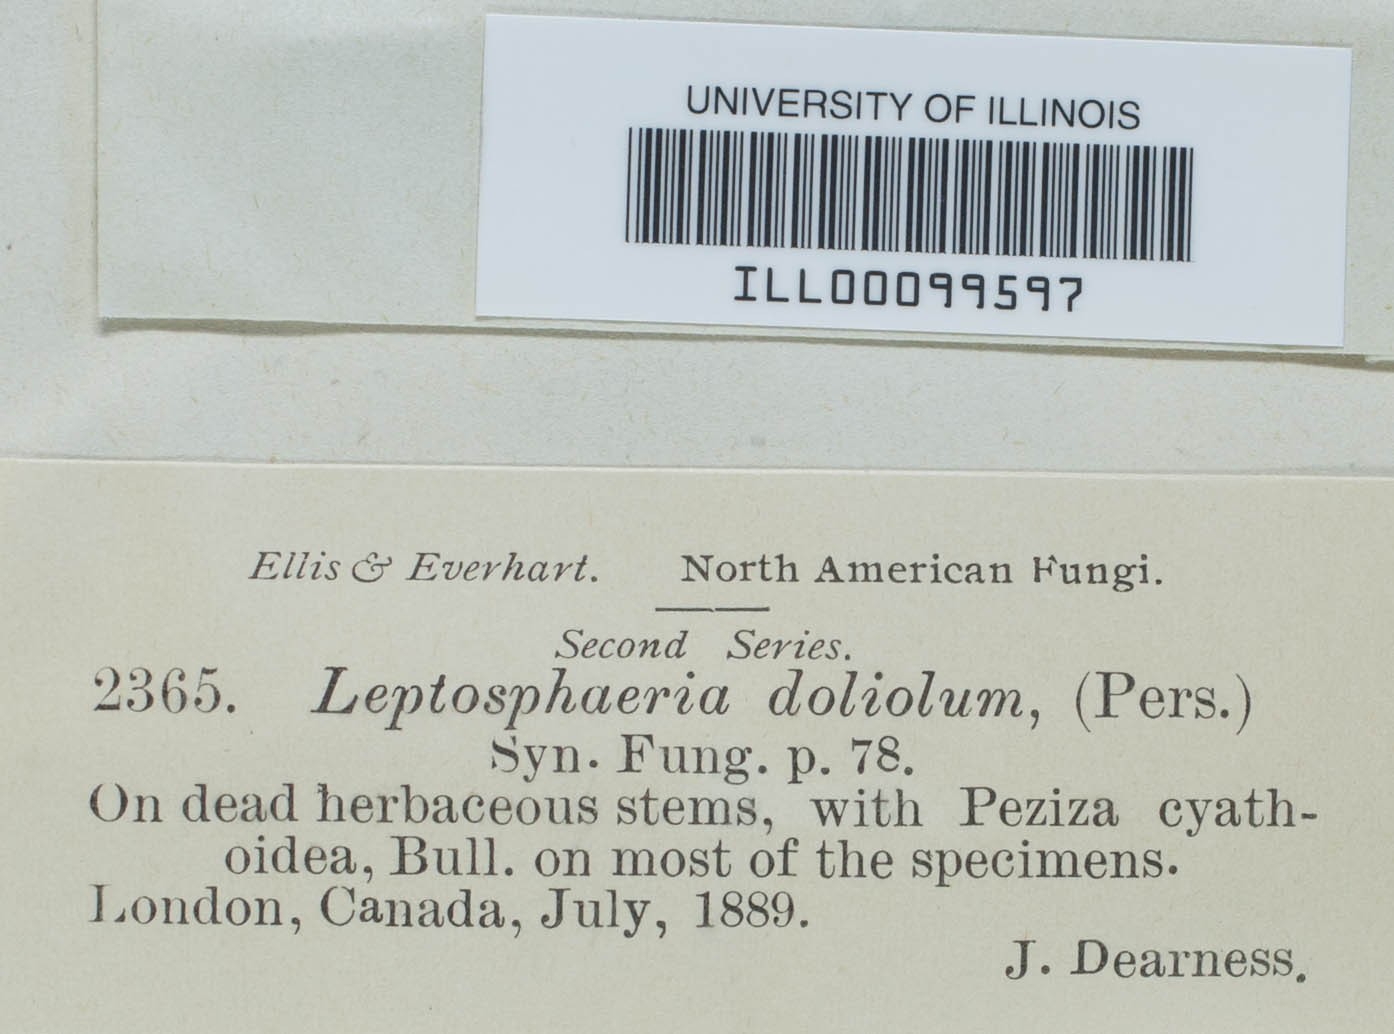 UNIVERSITY OF ILLINOIS
ILL00099597
Ellis & Everhart. North American Fungi.
Second Series.
2365. Leptosphaeria doliolum, (Pers.)
Syn. Fung. p. 78.
On dead herbaceous stems, with Peziza cyath-
oidea, Bull. on most of the specimens.
London, Canada, July, 1889.
J. Dearness.